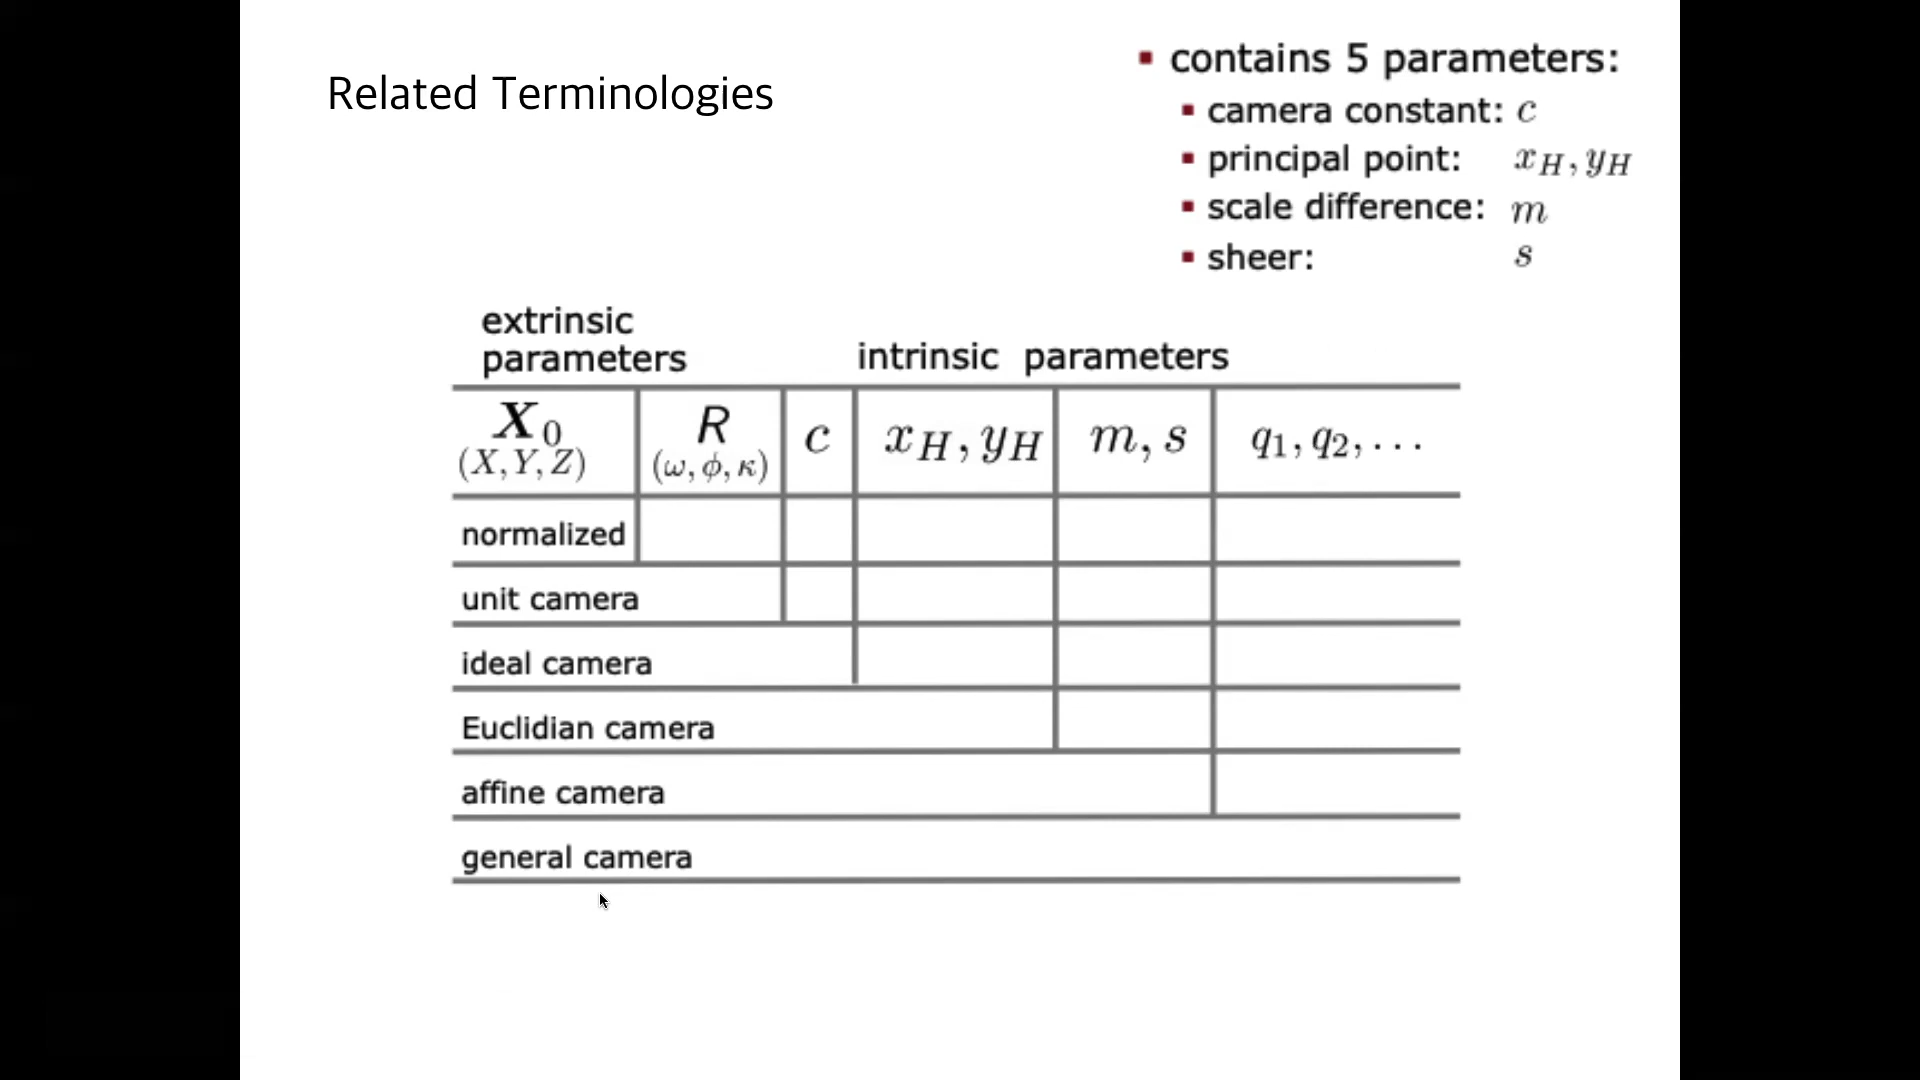 Related Terminologies
contains 5 parameters:
camera constant: c
principal point: x_H, y_H
scale difference: m
sheer: s
extrinsic
parameters
intrinsic parameters
X_0 R c x_H, y_H m, s q_1, q_2, ...
(X, Y, Z) (ω, ϕ, κ)
normalized
unit camera
ideal camera
Euclidian camera
affine camera
general camera